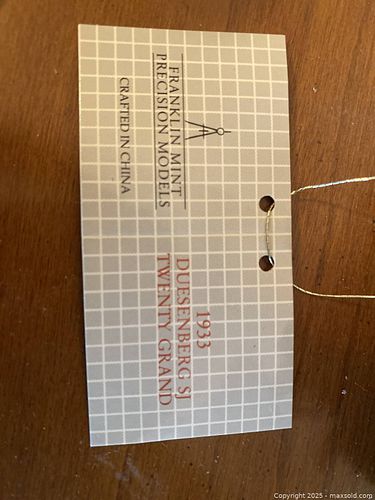 FRANKLIN MINT
PRECISION MODELS
CRAFTED IN CHINA
1933
DUESENBERG SJ
TWENTY GRAND
Copyright 2025 - maxsold.com